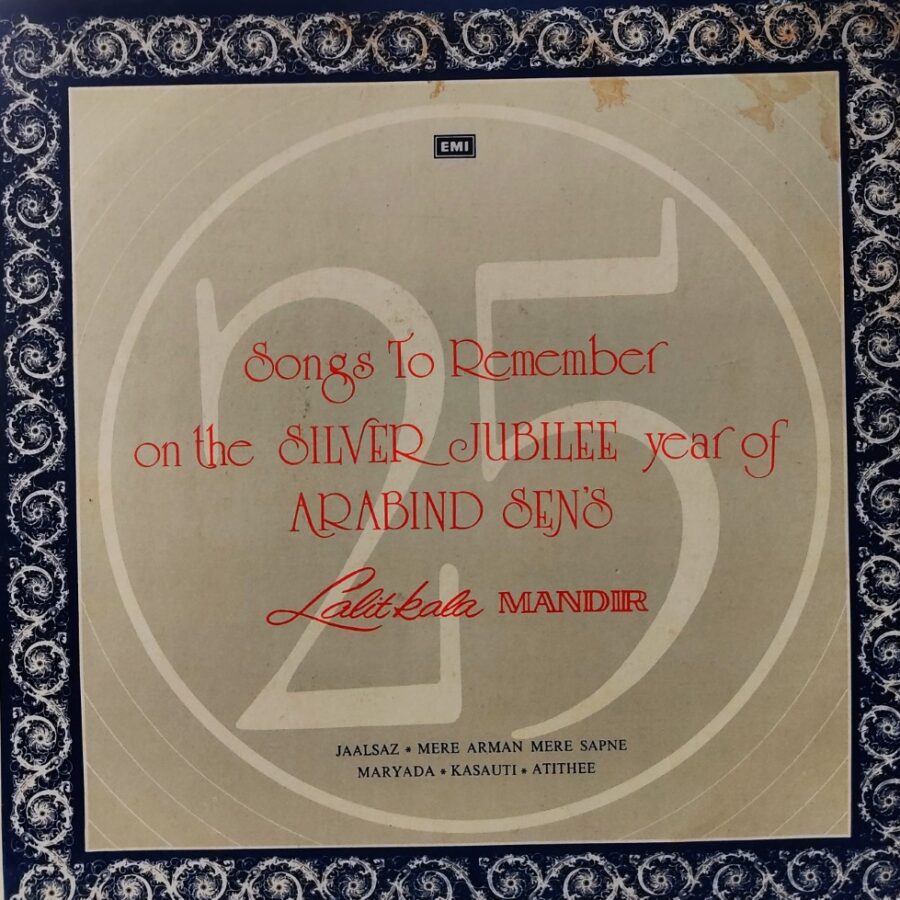 EMI
25
Songs To Remember
on the SILVER JUBILEE year of
ARABIND SEN'S
Lalitkala MANDIR
JAALSAZ * MERE ARMAN MERE SAPNE
MARYADA * KASAUTI * ATITHEE